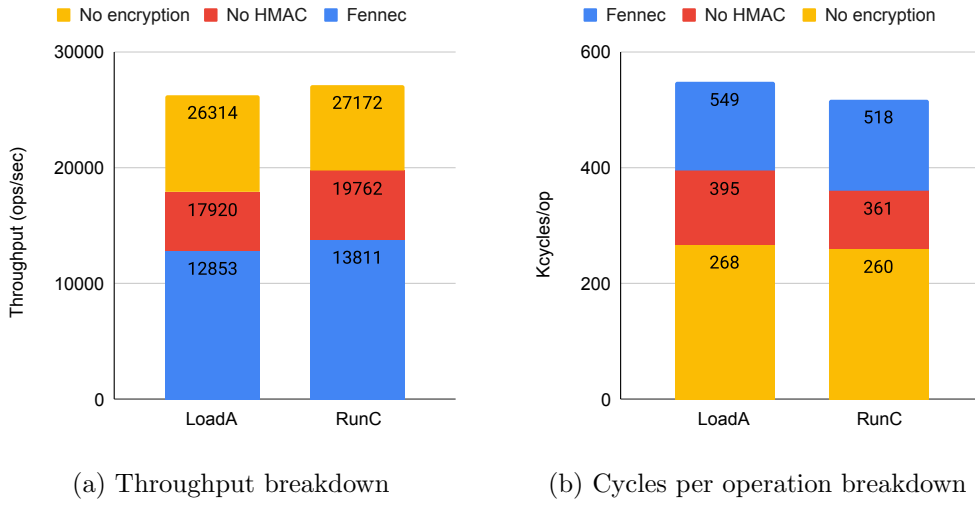 No encryption No HMAC Fennec
Throughput (ops/sec)
30000
20000
10000
0
26314
17920
12853
27172
19762
13811
LoadA RunC
(a) Throughput breakdown
Fennec No HMAC No encryption
Kcycles/op
600
400
200
0
549
395
268
518
361
260
LoadA RunC
(b) Cycles per operation breakdown